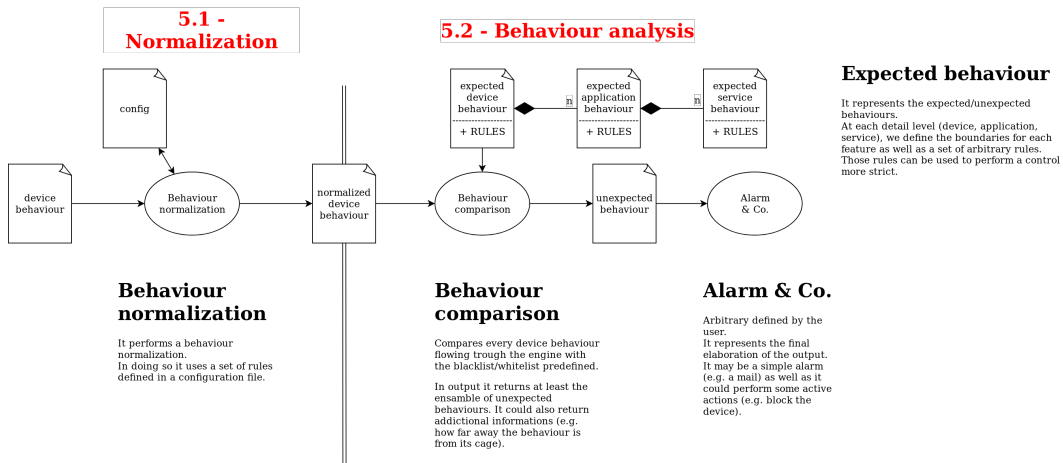 5.1 -
Normalization
5.2 - Behaviour analysis
config
device
behaviour
Behaviour
normalization
normalized
device
behaviour
expected
device
behaviour
+ RULES
n
expected
application
behaviour
+ RULES
n
expected
service
behaviour
+ RULES
Behaviour
comparison
unexpected
behaviour
Alarm
& Co.
Expected behaviour
It represents the expected/unexpected
behaviours.
At each detail level (device, application,
service), we define the boundaries for each
feature as well as a set of arbitrary rules.
Those rules can be used to perform a control
more strict.
Behaviour
normalization
It performs a behaviour
normalization.
In doing so it uses a set of rules
defined in a configuration file.
Behaviour
comparison
Compares every device behaviour
flowing trough the engine with
the blacklist/whitelist predefined.
In output it returns at least the
ensamble of unexpected
behaviours. It could also return
addictional informations (e.g.
how far away the behaviour is
from its cage).
Alarm & Co.
Arbitrary defined by the
user.
It represents the final
elaboration of the output.
It may be a simple alarm
(e.g. a mail) as well as it
could perform some active
actions (e.g. block the
device).